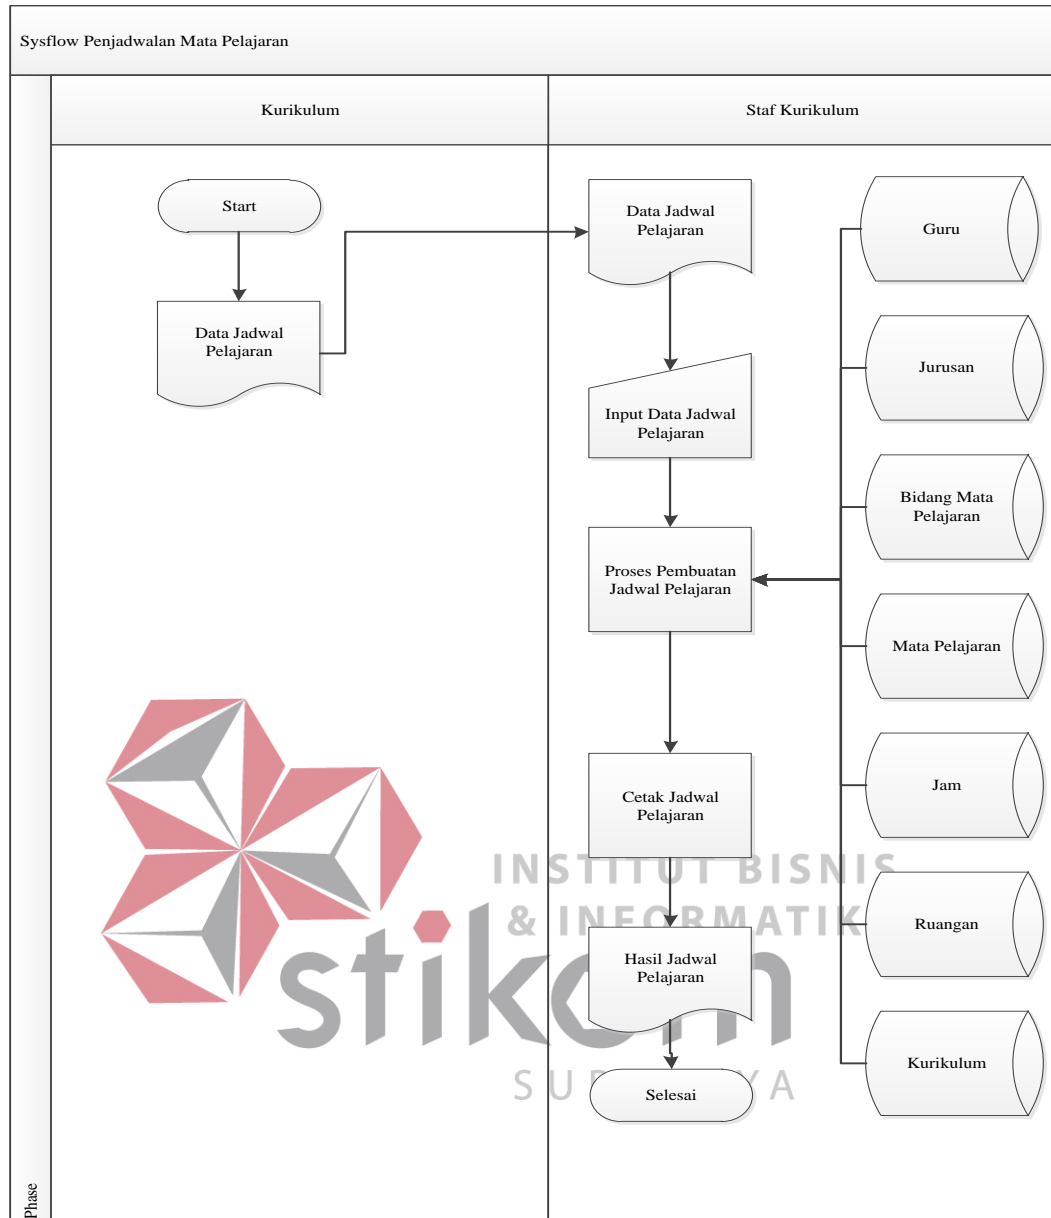 Sysflow Penjadwalan Mata Pelajaran
Kurikulum
Staf Kurikulum
Start
Data Jadwal
Pelajaran
Data Jadwal
Pelajaran
Input Data Jadwal
Pelajaran
Proses Pembuatan
Jadwal Pelajaran
Cetak Jadwal
Pelajaran
Hasil Jadwal
Pelajaran
Selesai
Guru
Jurusan
Bidang Mata
Pelajaran
Mata Pelajaran
Jam
Ruangan
Kurikulum
Phase
INSTITUT BISNIS
& INFORMATIK
stikom